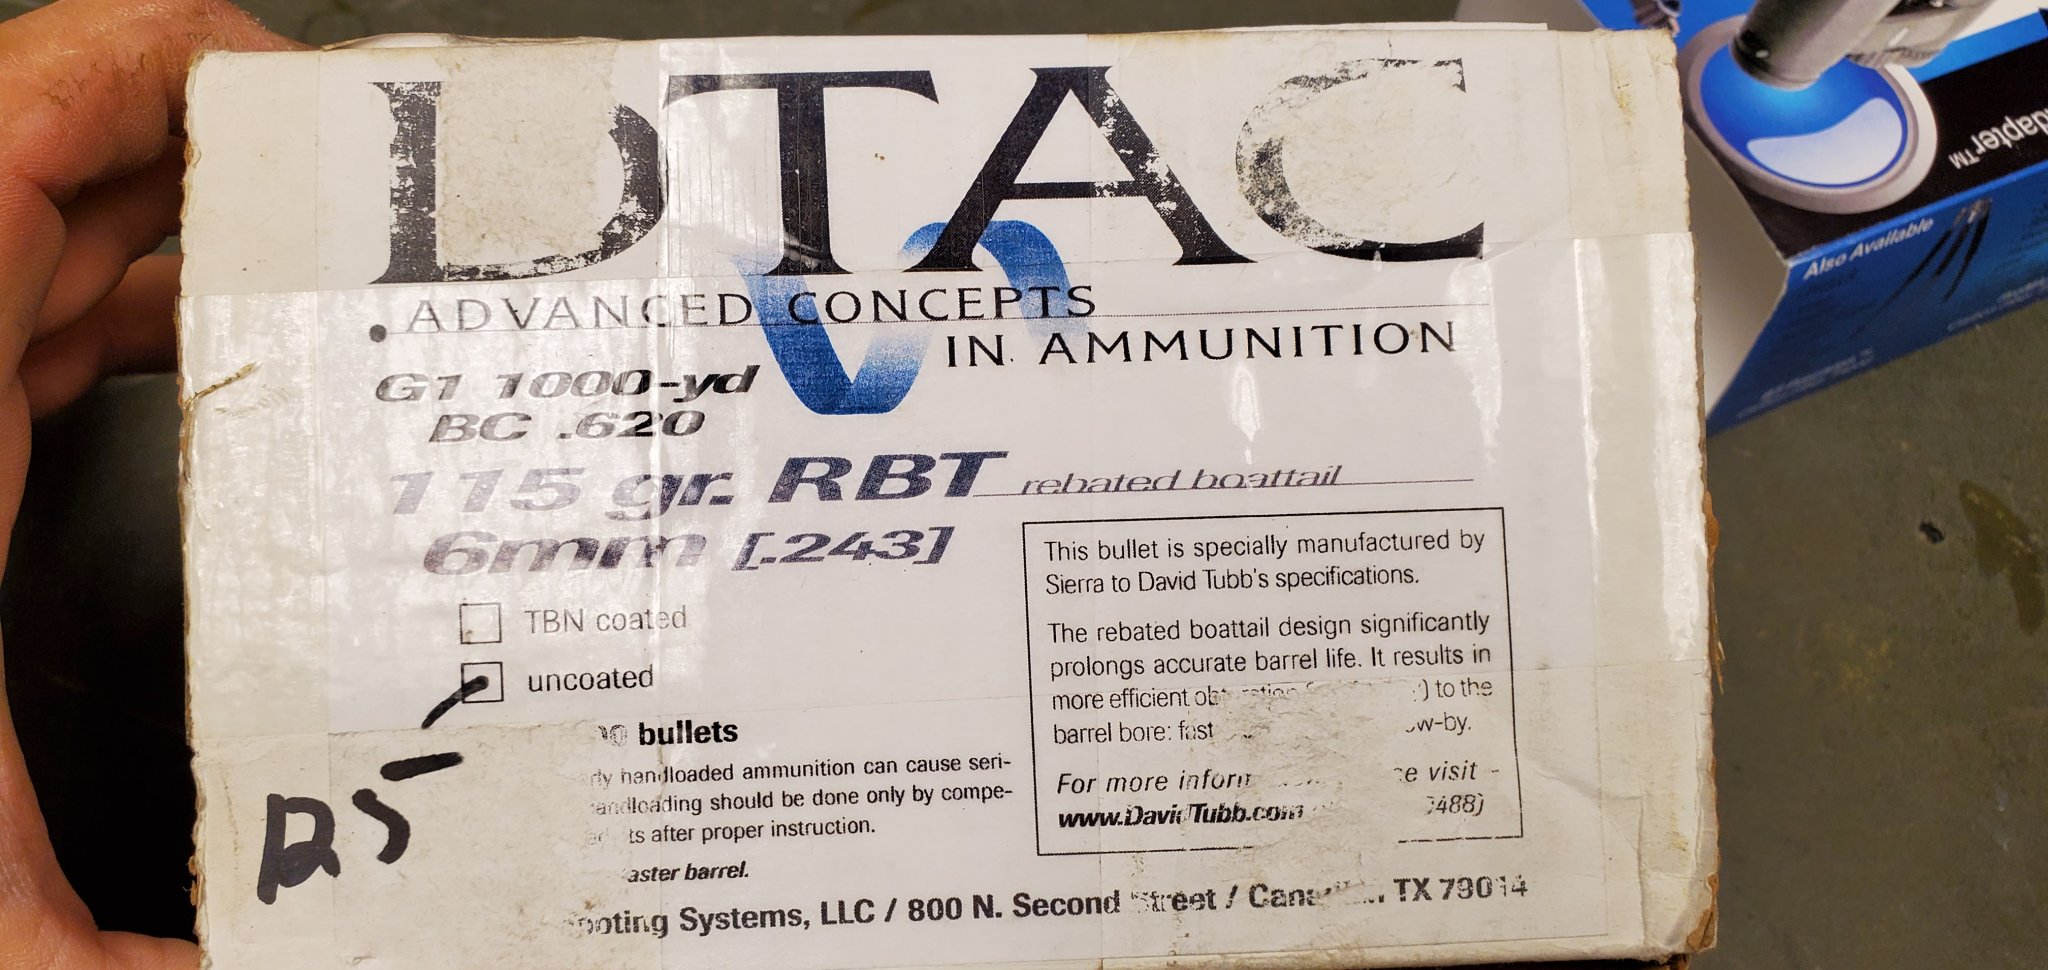 DTAC
ADVANCED CONCEPTS
IN AMMUNITION
G1 1000-yd
BC .620
115 gr. RBT rebated boattail
6mm [.243]
TBN coated
uncoated
bullets
handloaded ammunition can cause seri-
handloading should be done only by compe-
after proper instruction.
barrel.
Systems, LLC / 800 N. Second Street / TX 79014
This bullet is specially manufactured by
Sierra to David Tubb's specifications.
The rebated boattail design significantly
prolongs accurate barrel life. It results in
more efficient to the
barrel bore:
For more visit -
www.DavidTubb.com
Also Available